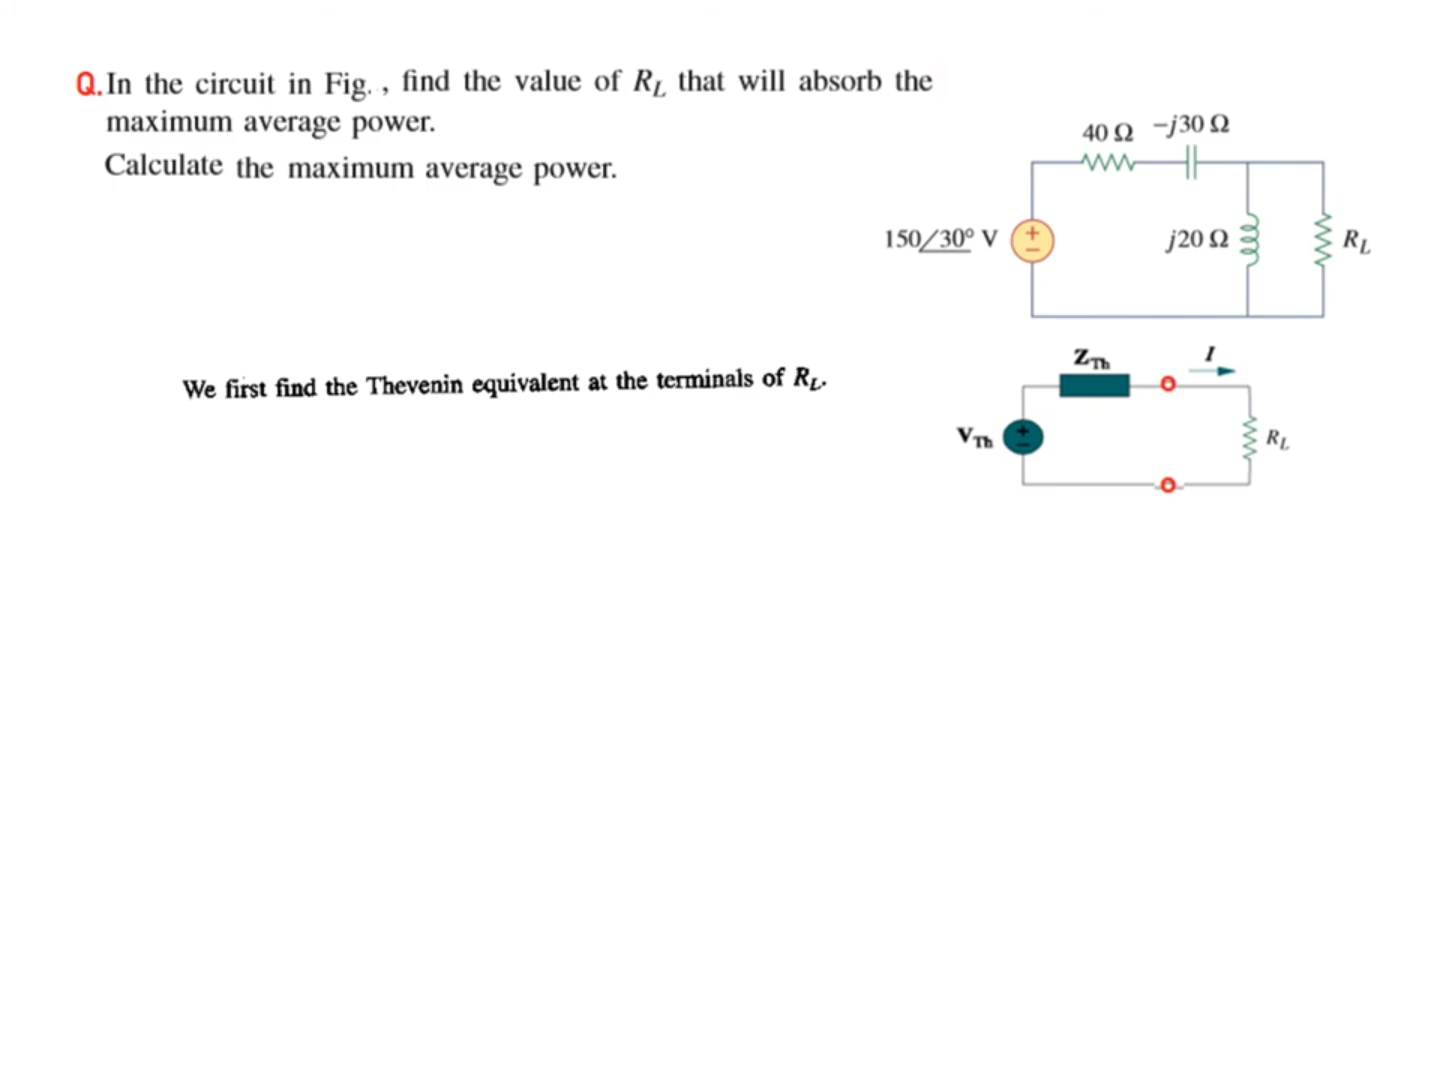 Q. In the circuit in Fig. , find the value of R_L that will absorb the
maximum average power.
Calculate the maximum average power.
40 Ω
−j30 Ω
150∠30° V
+
−
j20 Ω
R_L
We first find the Thevenin equivalent at the terminals of R_L.
Z_Th
I
V_Th
+
−
R_L